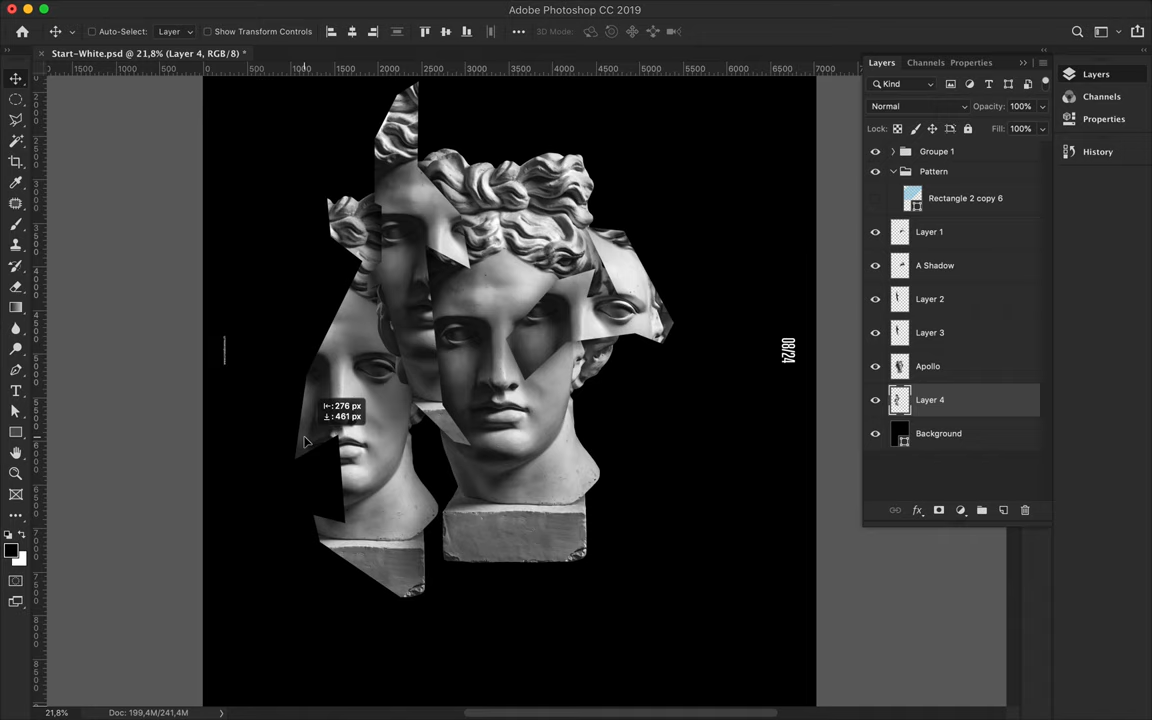 Adobe Photoshop CC 2019
Auto-Select: Layer Show Transform Controls 3D Mode:
Start-White.psd @ 21,8% (Layer 4, RGB/8) *
1500 1000 500 0 500 1000 1500 2000 2500 3000 3500 4000 4500 5000 5500 6000 6500 7000
Layers Channels Properties
Kind
Normal Opacity: 100%
Lock: Fill: 100%
Groupe 1
Pattern
Rectangle 2 copy 6
Layer 1
A Shadow
Layer 2
Layer 3
Apollo
Layer 4
Background
fx
Layers
Channels
Properties
History
08/24
276 px
461 px
21,8% Doc: 199,4M/241,4M